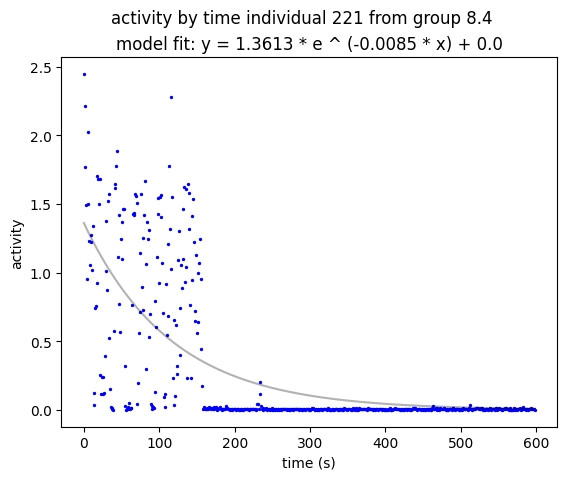 activity by time individual 221 from group 8.4
model fit: y = 1.3613 * e ^ (-0.0085 * x) + 0.0
2.5
2.0
1.5
1.0
0.5
0.0
activity
0 100 200 300 400 500 600
time (s)